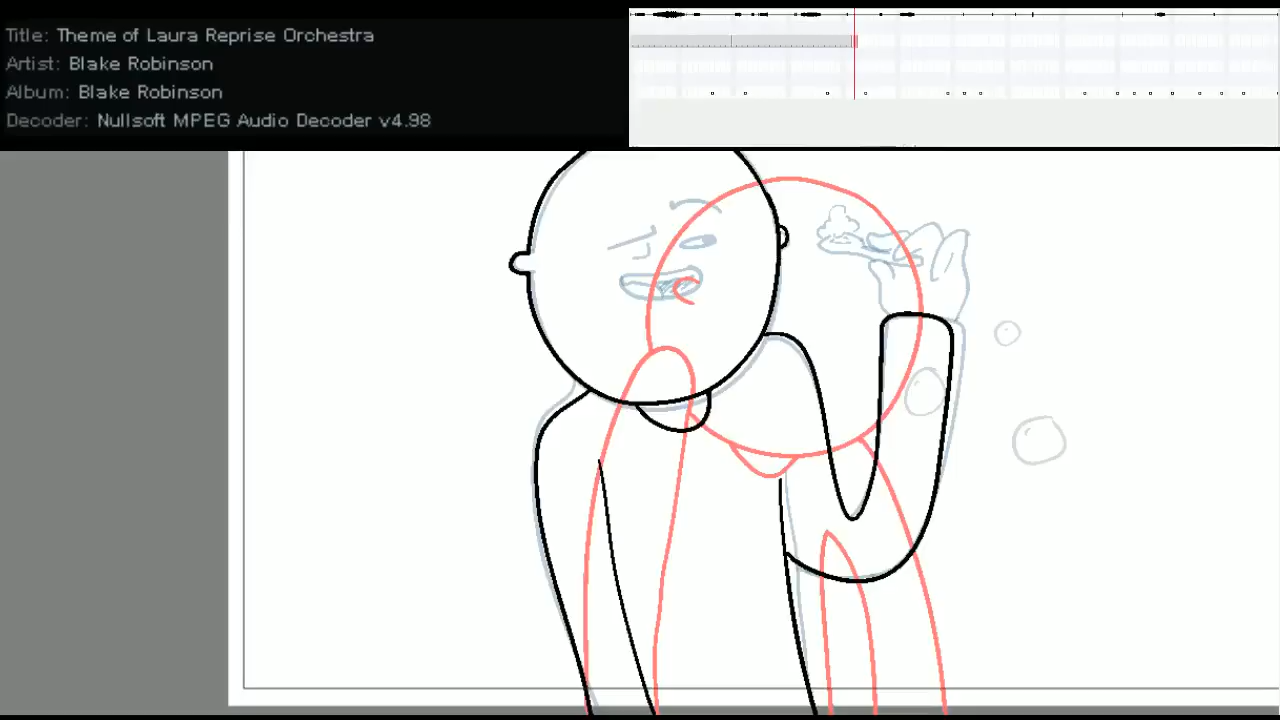 Title: Theme of Laura Reprise Orchestra
Artist: Blake Robinson
Album: Blake Robinson
Decoder: Nullsoft MPEG Audio Decoder v4.98